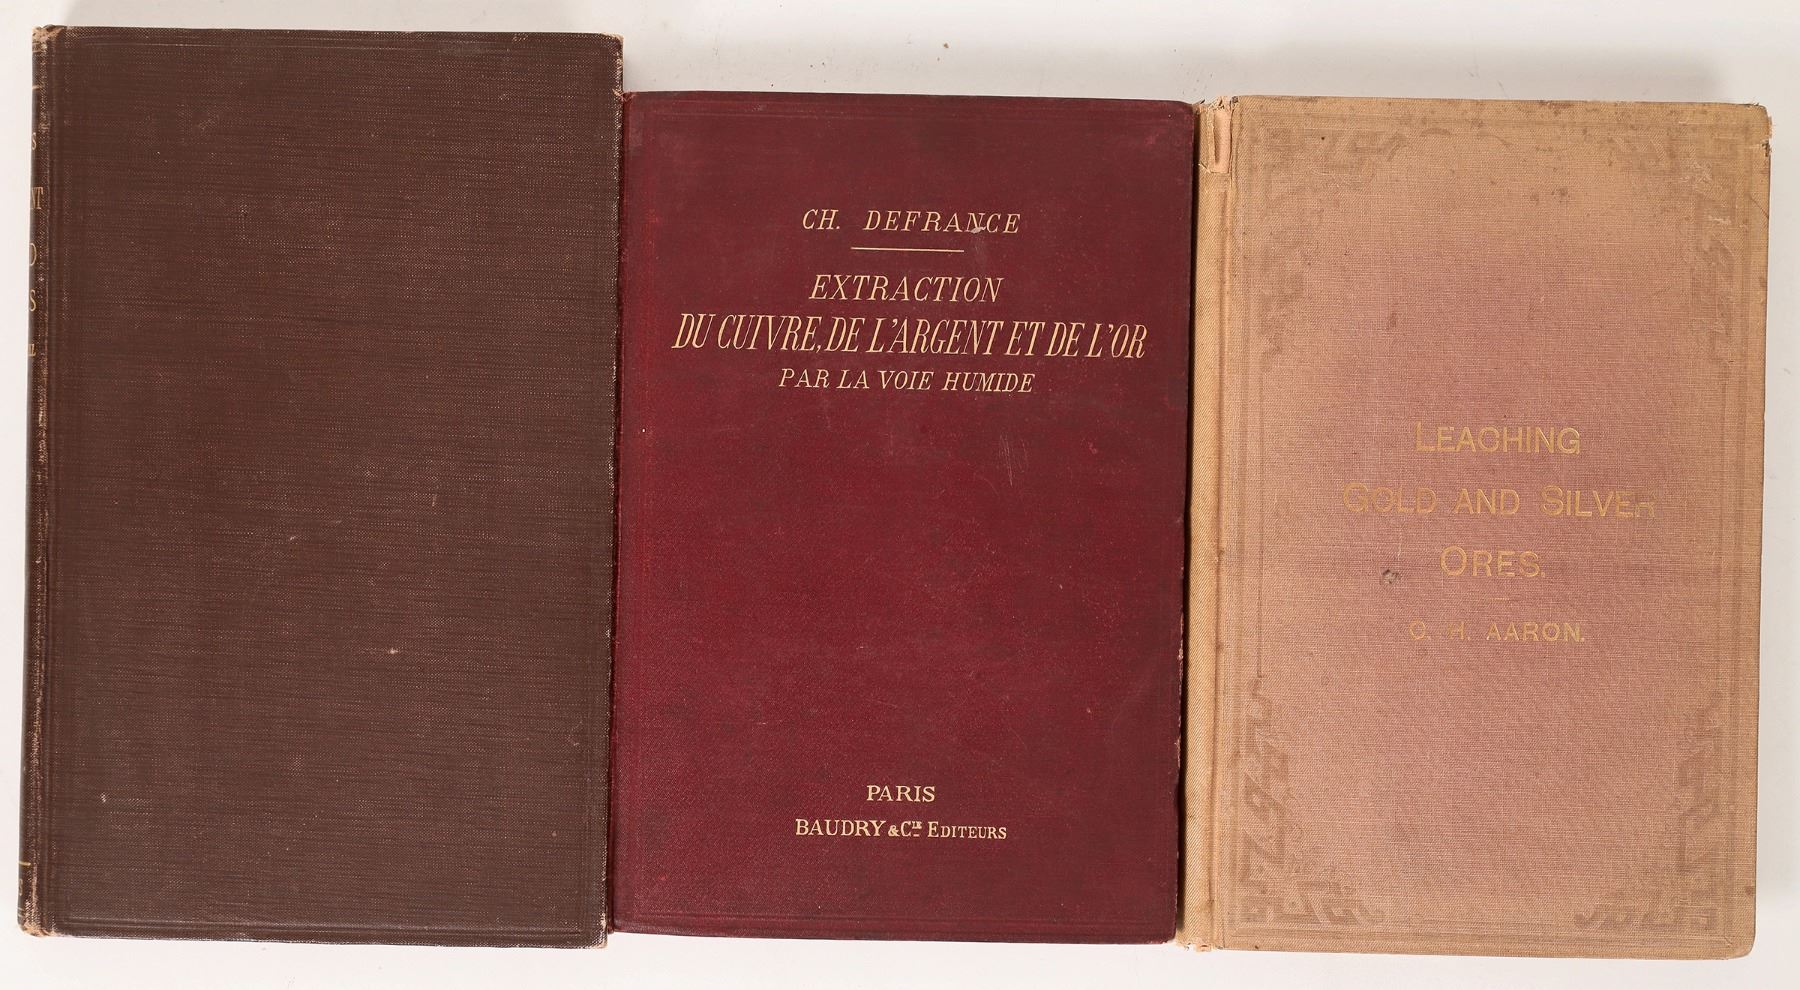 CH. DEFRANCE
EXTRACTION
DU CUIVRE, DE L'ARGENT ET DE L'OR
PAR LA VOIE HUMIDE
PARIS
BAUDRY & CIE EDITEURS
LEACHING
GOLD AND SILVER
ORES.
C. H. AARON.